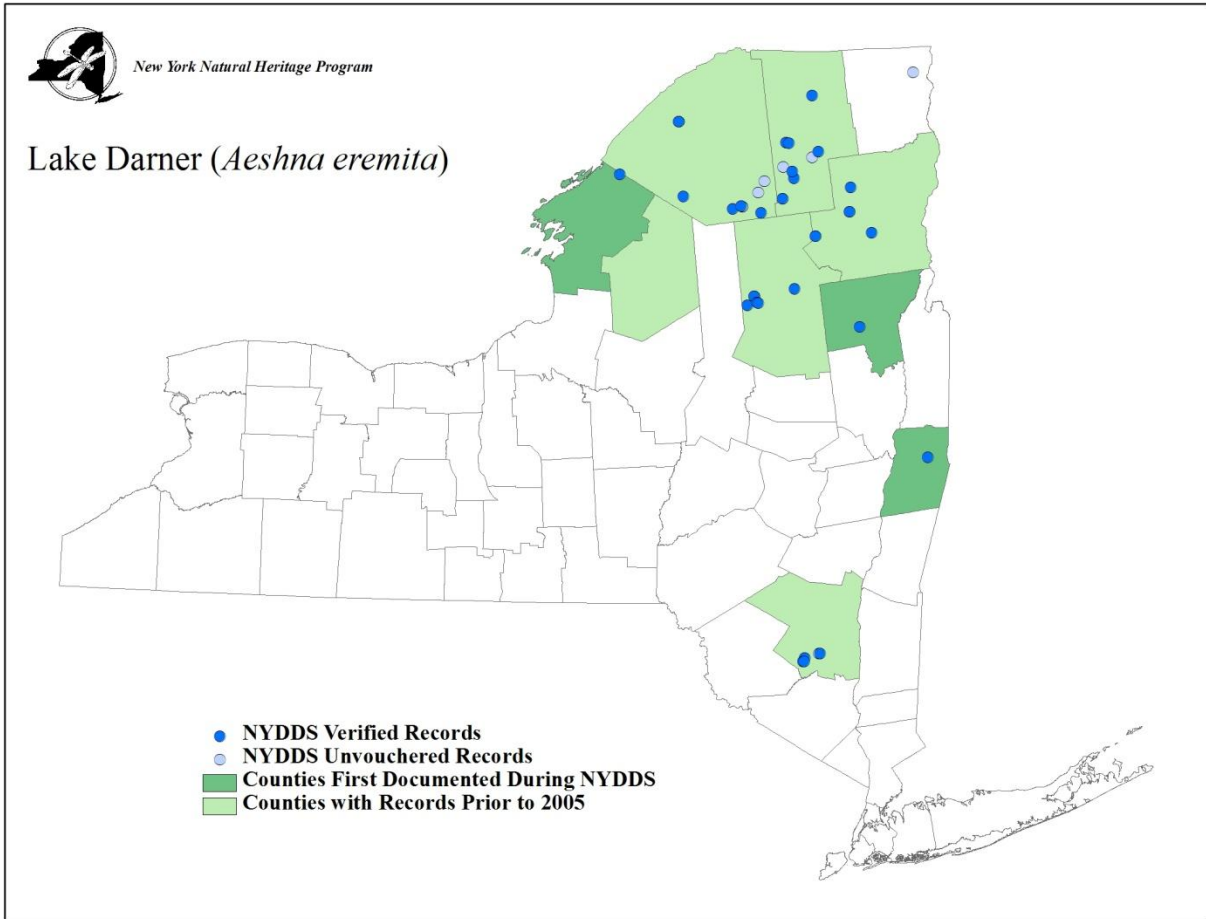 New York Natural Heritage Program
Lake Darner (Aeshna eremita)
NYDDS Verified Records
NYDDS Unvouchered Records
Counties First Documented During NYDDS
Counties with Records Prior to 2005